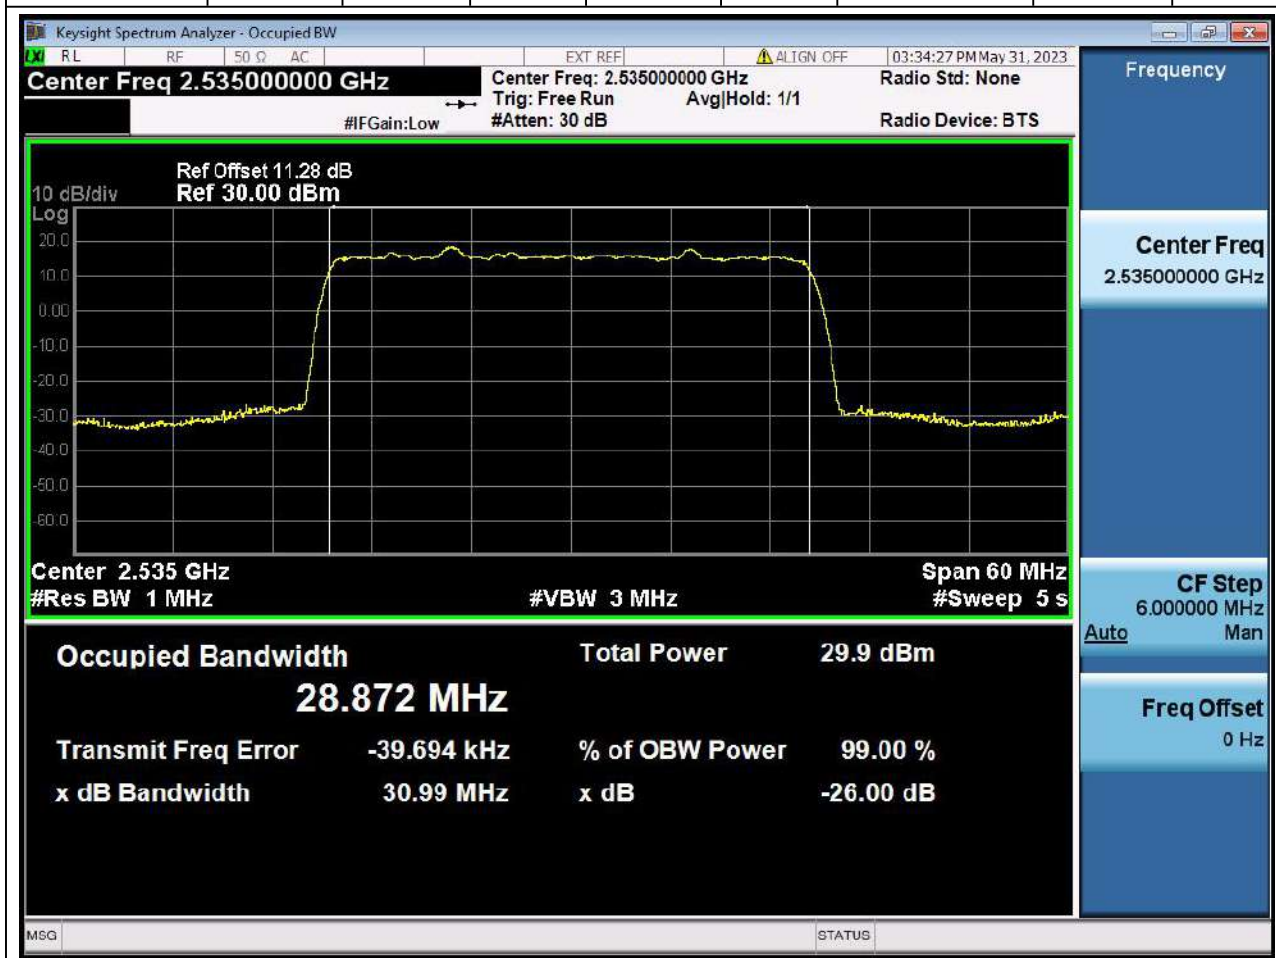 Keysight Spectrum Analyzer - Occupied BW
LXI RL RF 50 Ω AC EXT REF ALIGN OFF 03:34:27 PM May 31, 2023
Center Freq 2.535000000 GHz
Center Freq: 2.535000000 GHz
Radio Std: None
Trig: Free Run Avg|Hold: 1/1
#IFGain:Low
#Atten: 30 dB
Radio Device: BTS
Frequency
Ref Offset 11.28 dB
10 dB/div Ref 30.00 dBm
Log
20.0
10.0
0.00
-10.0
-20.0
-30.0
-40.0
-50.0
-60.0
Center Freq
2.535000000 GHz
Center 2.535 GHz Span 60 MHz
#Res BW 1 MHz #VBW 3 MHz #Sweep 5 s
CF Step
6.000000 MHz
Auto Man
Occupied Bandwidth Total Power 29.9 dBm
28.872 MHz
Freq Offset
0 Hz
Transmit Freq Error -39.694 kHz % of OBW Power 99.00 %
x dB Bandwidth 30.99 MHz x dB -26.00 dB
MSG STATUS